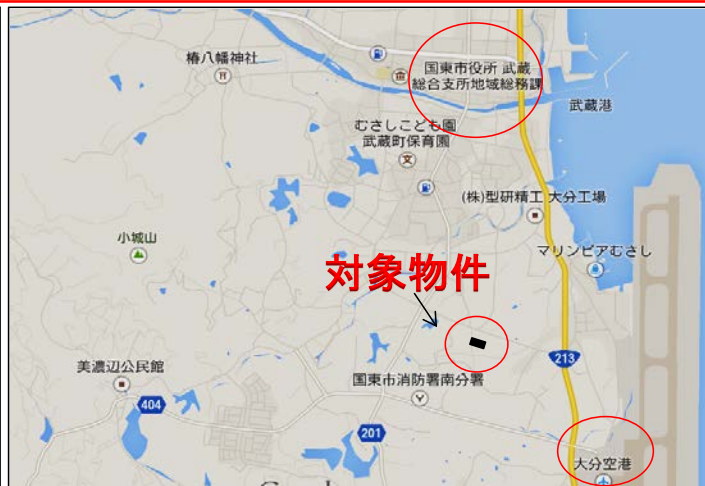 椿八幡神社
国東市役所 武蔵
総合支所地域総務課
武蔵港
むさしこども園
武蔵町保育園
(株)型研精工 大分工場
小城山
マリンピアむさし
対象物件
213
美濃辺公民館
国東市消防署南分署
404
201
大分空港